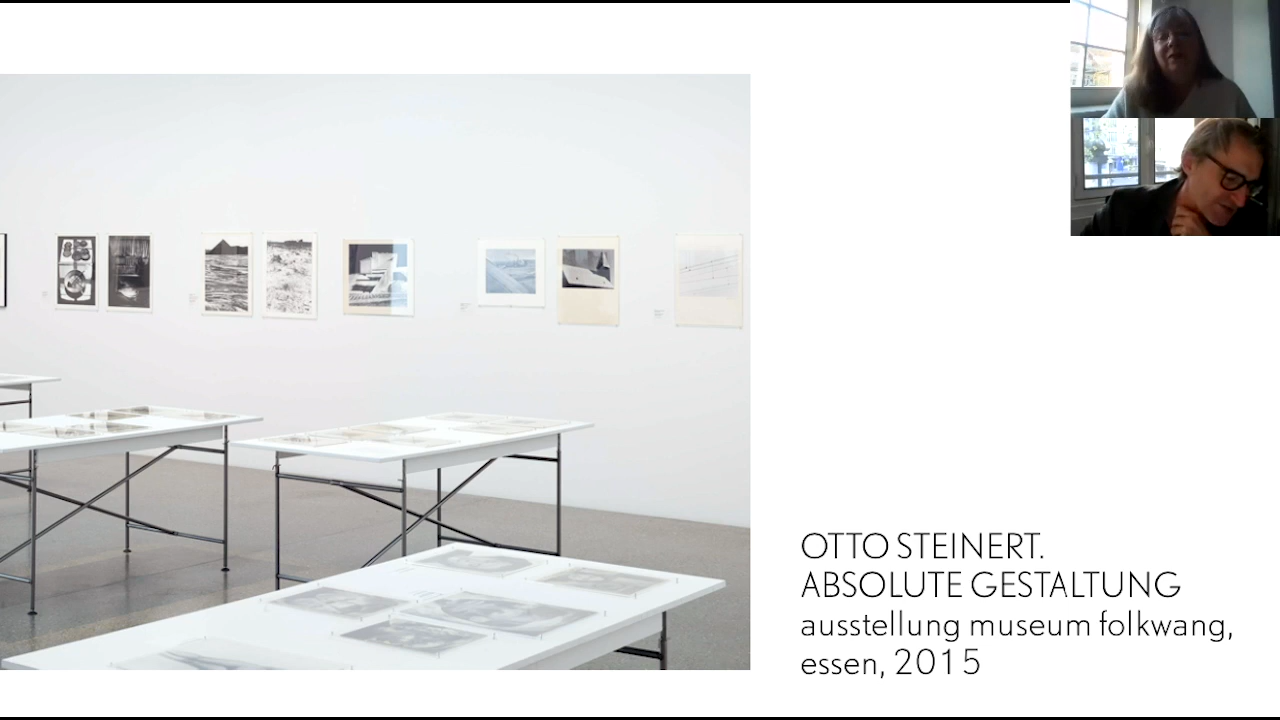 OTTO STEINERT.
ABSOLUTE GESTALTUNG
ausstellung museum folkwang,
essen, 2015